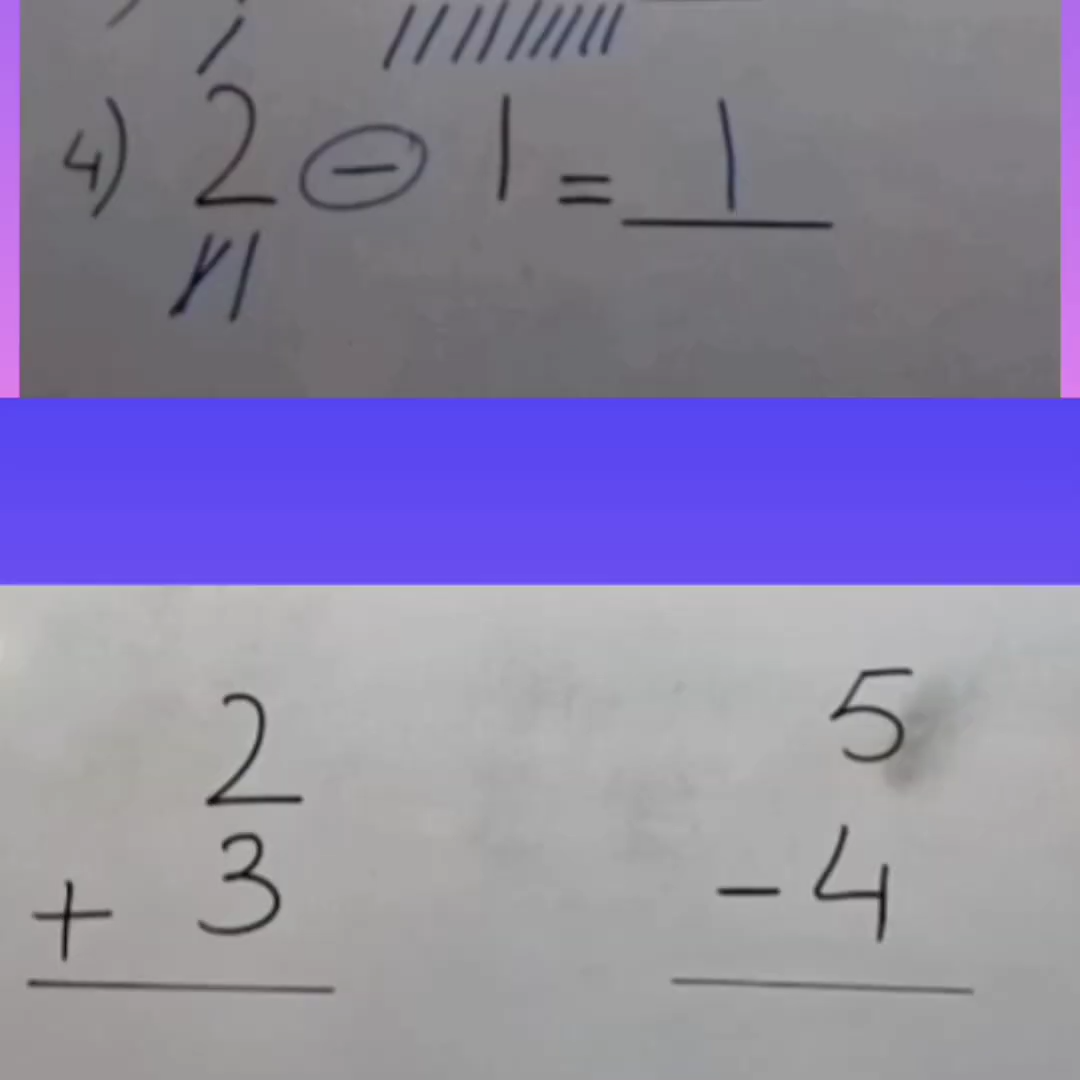 4) 2 - 1 = 1
2 5
+ 3 - 4